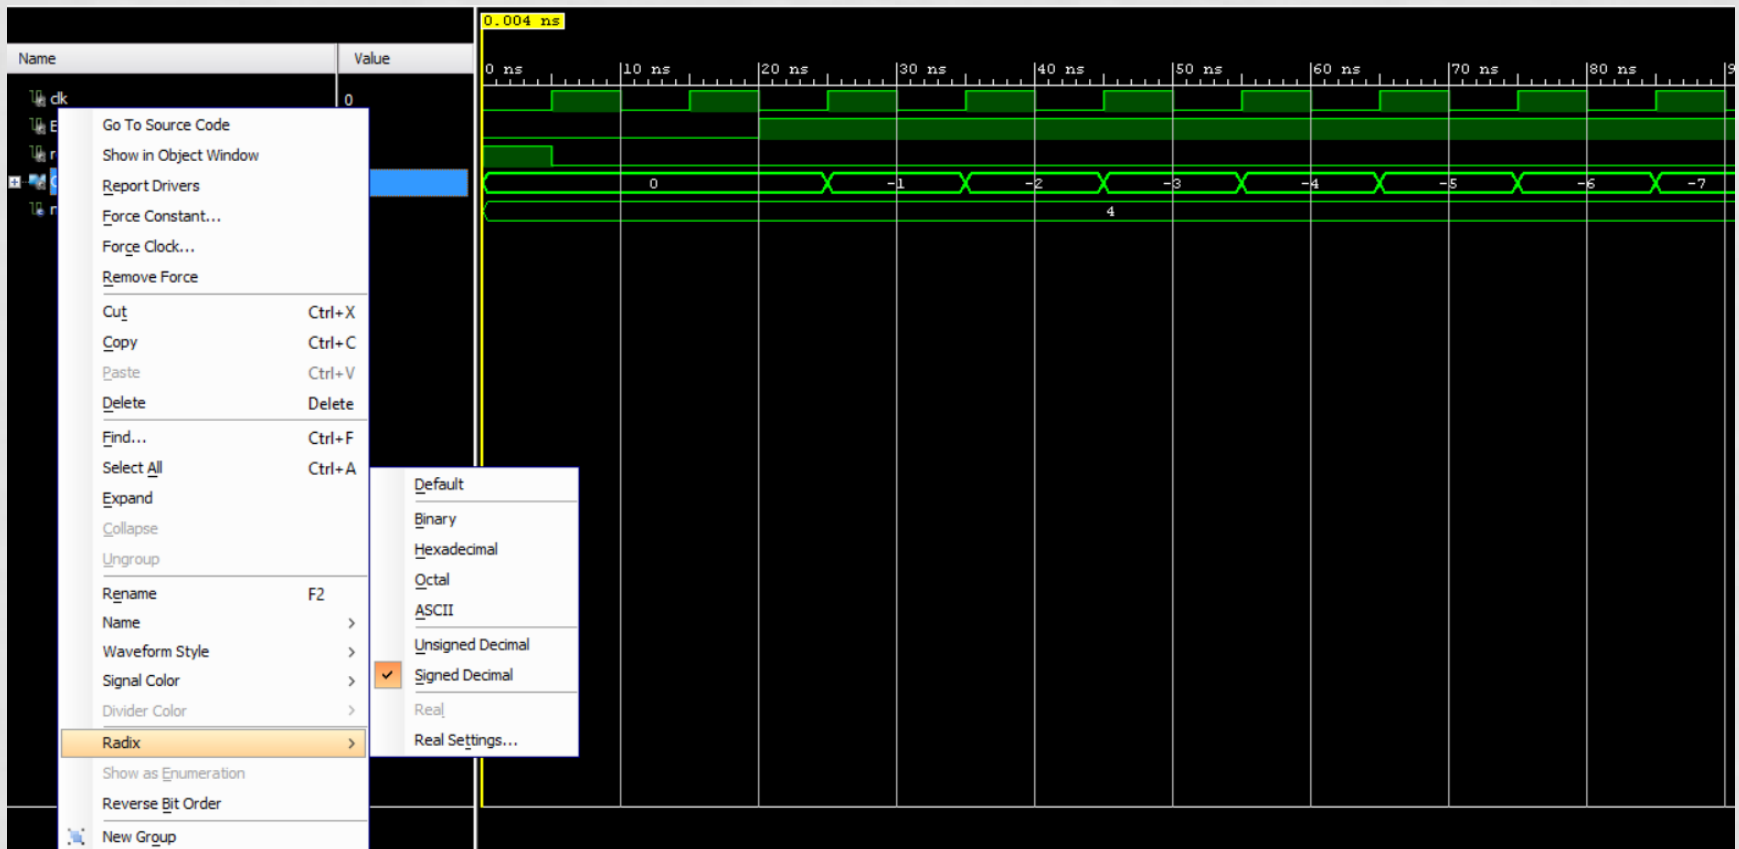 0.004 ns
Name Value
0 ns 10 ns 20 ns 30 ns 40 ns 50 ns 60 ns 70 ns 80 ns 9
clk 0
E
r
0 -1 -2 -3 -4 -5 -6 -7
4
Go To Source Code
Show in Object Window
Report Drivers
Force Constant...
Force Clock...
Remove Force
Cut Ctrl+X
Copy Ctrl+C
Paste Ctrl+V
Delete Delete
Find... Ctrl+F
Select All Ctrl+A
Expand
Collapse
Ungroup
Rename F2
Name
Waveform Style
Signal Color
Divider Color
Radix
Show as Enumeration
Reverse Bit Order
New Group
Default
Binary
Hexadecimal
Octal
ASCII
Unsigned Decimal
Signed Decimal
Real
Real Settings...